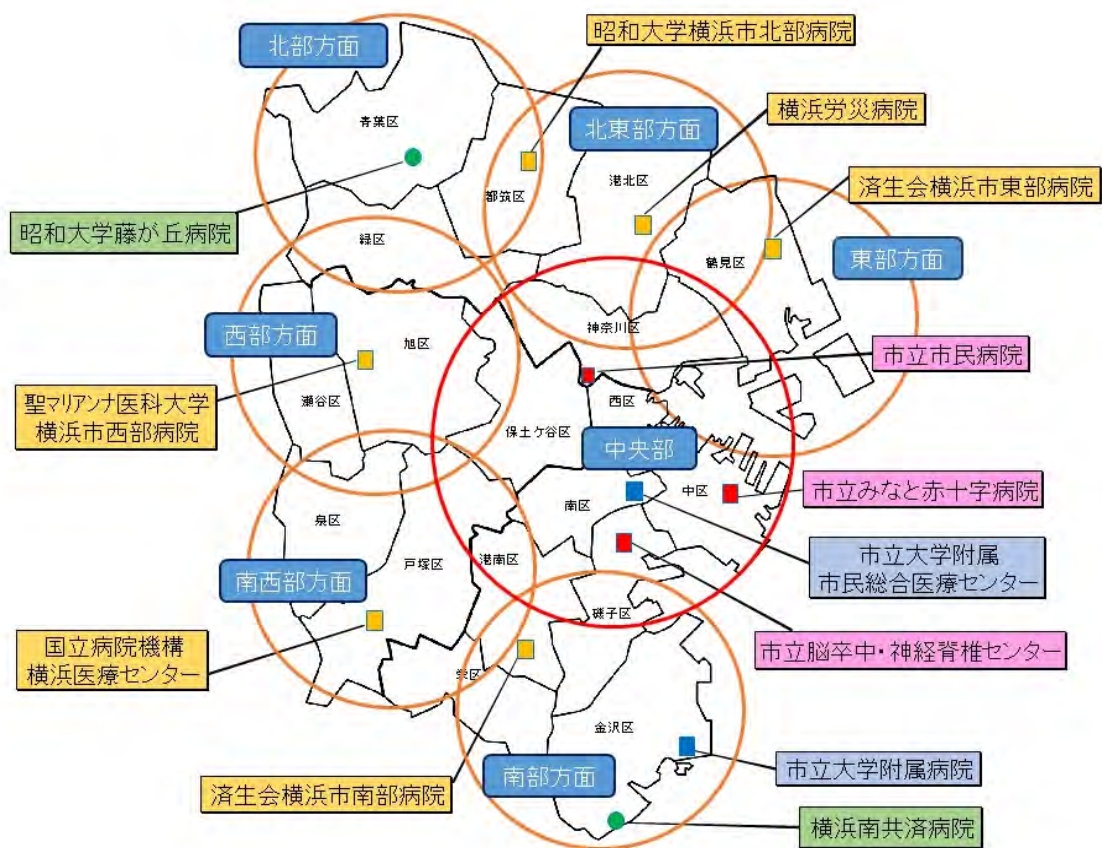 昭和大学横浜市北部病院
北部方面
横浜労災病院
青葉区
北東部方面
港北区
済生会横浜市東部病院
都筑区
昭和大学藤が丘病院
緑区
鶴見区
東部方面
神奈川区
西部方面
旭区
市立市民病院
聖マリアンナ医科大学
横浜市西部病院
瀬谷区
西区
保土ケ谷区
中央部
市立みなと赤十字病院
中区
南区
泉区
市立大学附属
市民総合医療センター
戸塚区
港南区
南西部方面
磯子区
国立病院機構
横浜医療センター
市立脳卒中・神経脊椎センター
栄区
金沢区
南部方面
市立大学附属病院
済生会横浜市南部病院
横浜南共済病院